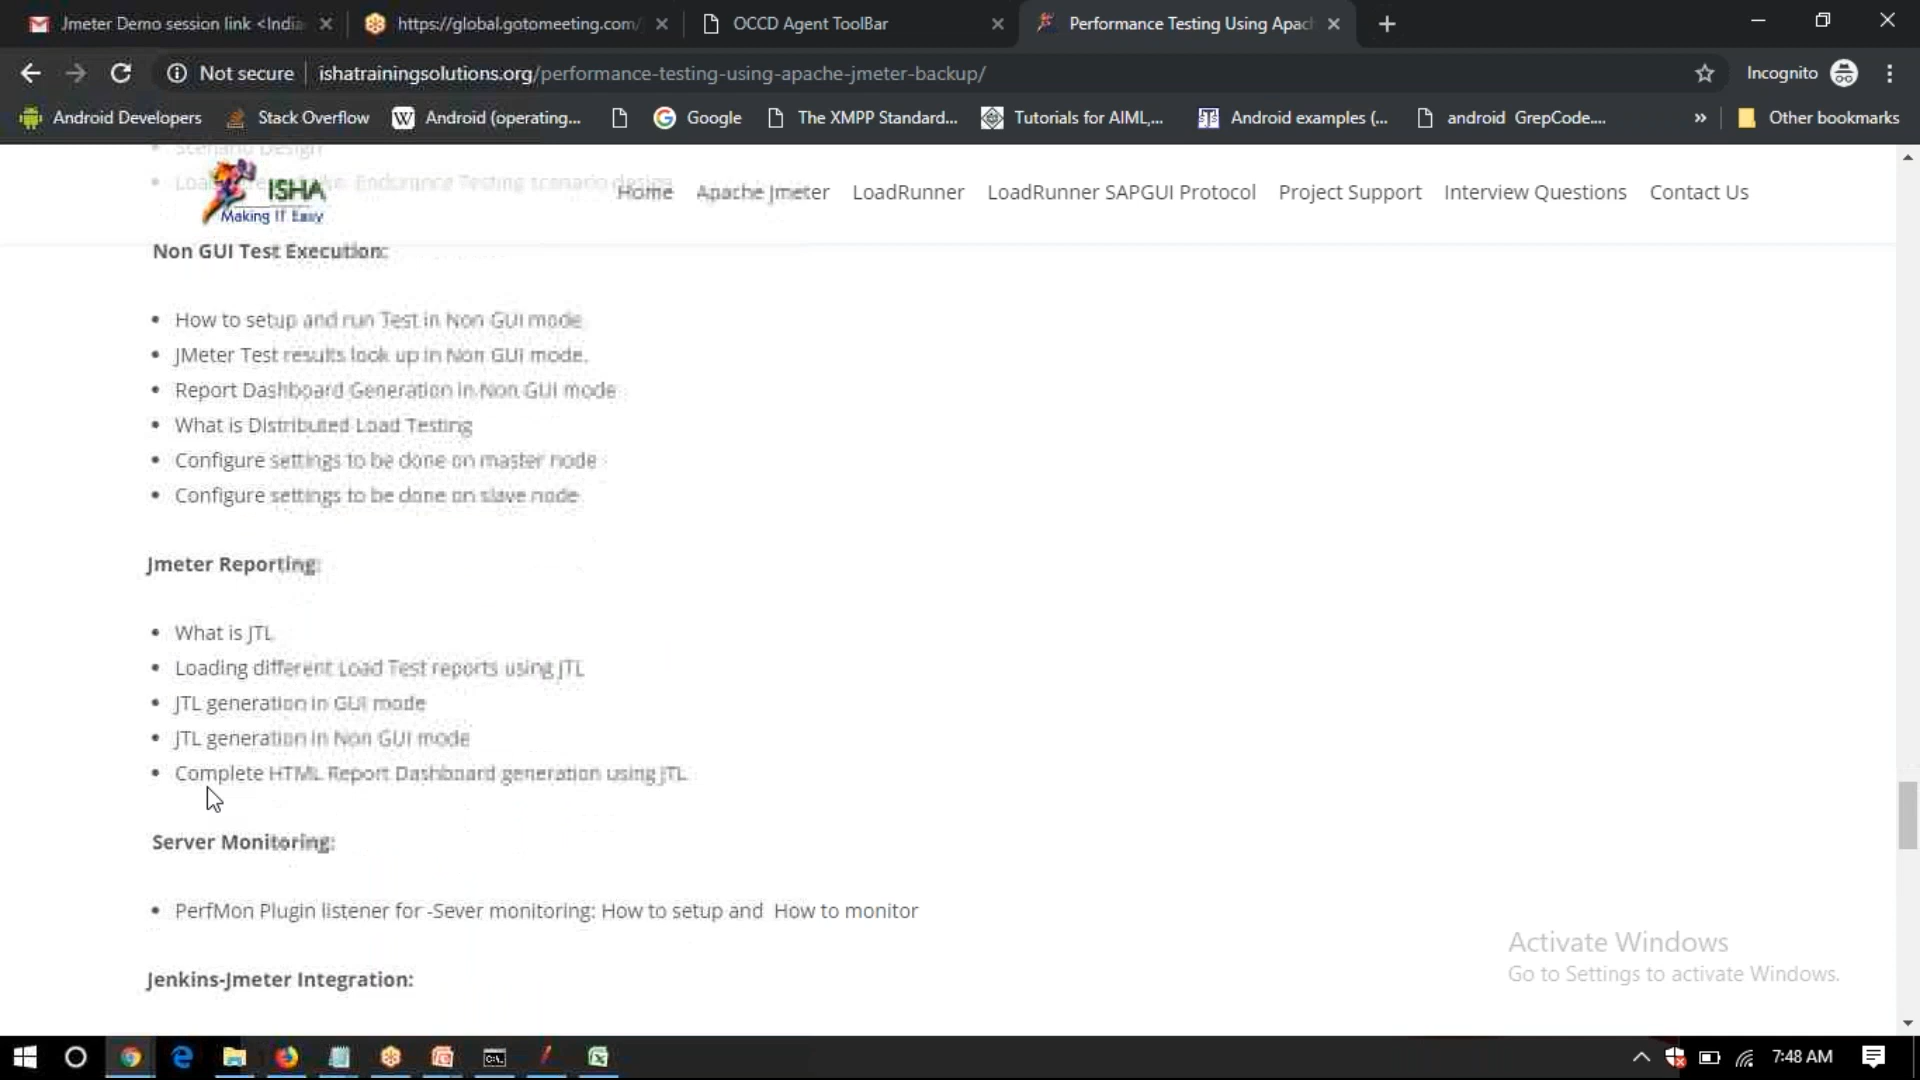 Jmeter Demo session link <India
https://global.gotomeeting.com/
OCCD Agent ToolBar
Performance Testing Using Apac
Not secure
ishatrainingsolutions.org/performance-testing-using-apache-jmeter-backup/
Incognito
Android Developers
Stack Overflow
Android (operating...
Google
The XMPP Standard...
Tutorials for AIML,...
Android examples (...
android GrepCode....
»
Other bookmarks
Scenario Design
Endurance Testing scenario design
ISHA
Making IT Easy
Home
Apache Jmeter
LoadRunner
LoadRunner SAPGUI Protocol
Project Support
Interview Questions
Contact Us
Non GUI Test Execution:
• How to setup and run Test in Non GUI mode
• JMeter Test results look up in Non GUI mode.
• Report Dashboard Generation in Non GUI mode
• What is Distributed Load Testing
• Configure settings to be done on master node
• Configure settings to be done on slave node
Jmeter Reporting:
• What is JTL
• Loading different Load Test reports using JTL
• JTL generation in GUI mode
• JTL generation in Non GUI mode
• Complete HTML Report Dashboard generation using JTL
Server Monitoring:
• PerfMon Plugin listener for -Sever monitoring: How to setup and How to monitor
Jenkins-Jmeter Integration:
Activate Windows
Go to Settings to activate Windows.
7:48 AM